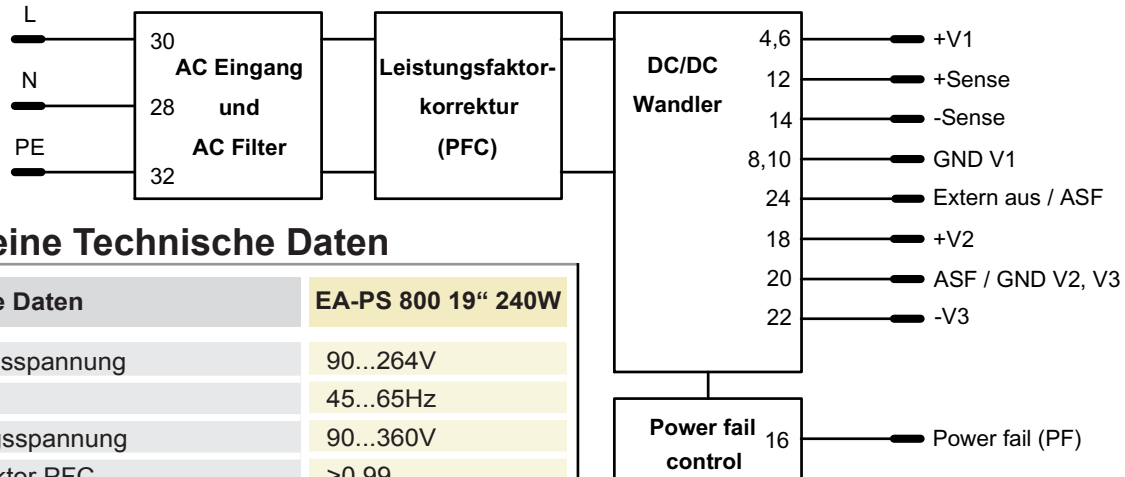 L
30
N
28
PE
32
AC Eingang
und
AC Filter
Leistungsfaktor-
korrektur
(PFC)
DC/DC
Wandler
4,6 +V1
12 +Sense
14 -Sense
8,10 GND V1
24 Extern aus / ASF
18 +V2
20 ASF / GND V2, V3
22 -V3
Power fail
control
16 Power fail (PF)
eine Technische Daten
e Daten EA-PS 800 19“ 240W
sspannung 90...264V
45...65Hz
gsspannung 90...360V
ktor PFC >0,99